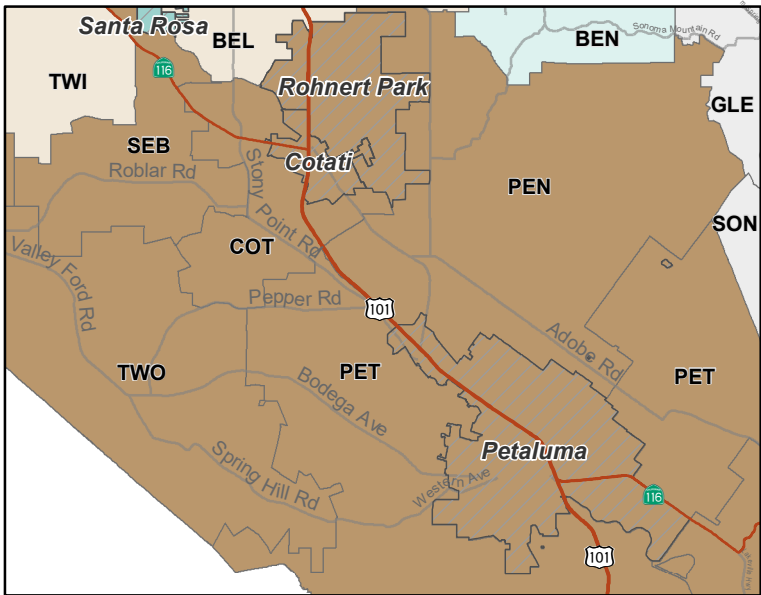 Santa Rosa
BEL
BEN
Sonoma Mountain Rd
116
TWI
Rohnert Park
GLE
SEB
Cotati
Roblar Rd
Stony Point Rd
PEN
SON
COT
Valley Ford Rd
Pepper Rd
101
Adobe Rd
TWO
PET
PET
Bodega Ave
Petaluma
Spring Hill Rd
Western Ave
116
101